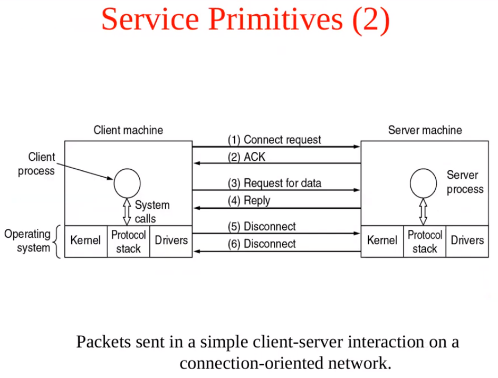 Service Primitives (2)
Client machine
Server machine
(1) Connect request
(2) ACK
Client
process
(3) Request for data
(4) Reply
Server
process
System
calls
Operating
system
Kernel
Protocol
stack
Drivers
(5) Disconnect
(6) Disconnect
Kernel
Protocol
stack
Drivers
Packets sent in a simple client-server interaction on a
connection-oriented network.